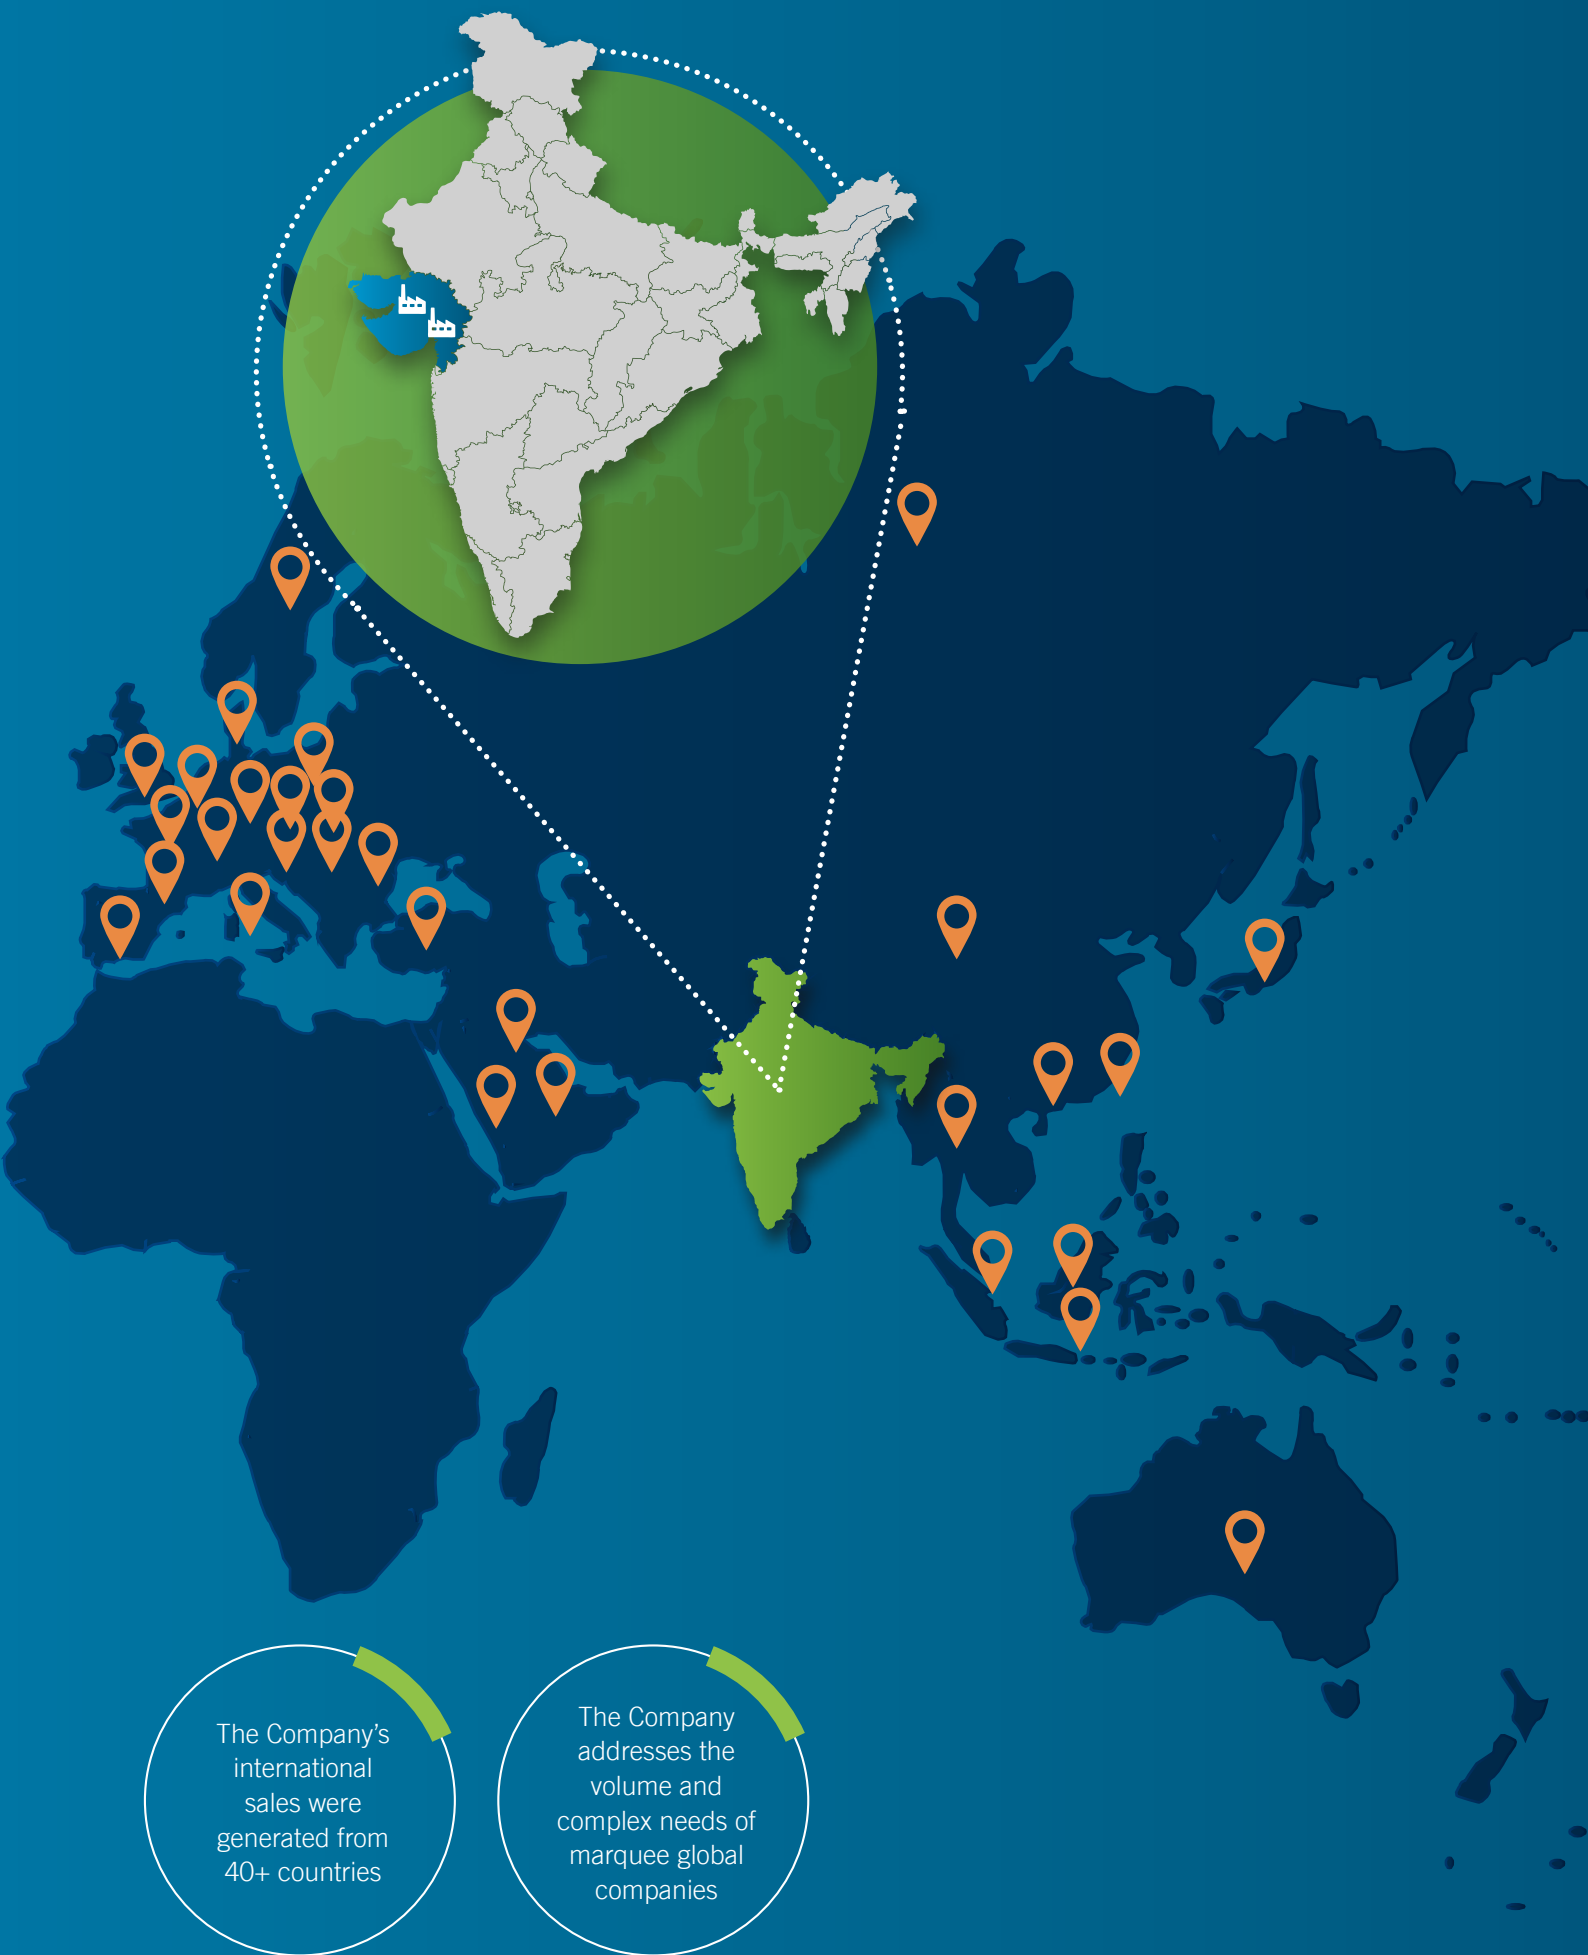 The Company’s
international
sales were
generated from
40+ countries
The Company
addresses the
volume and
complex needs of
marquee global
companies